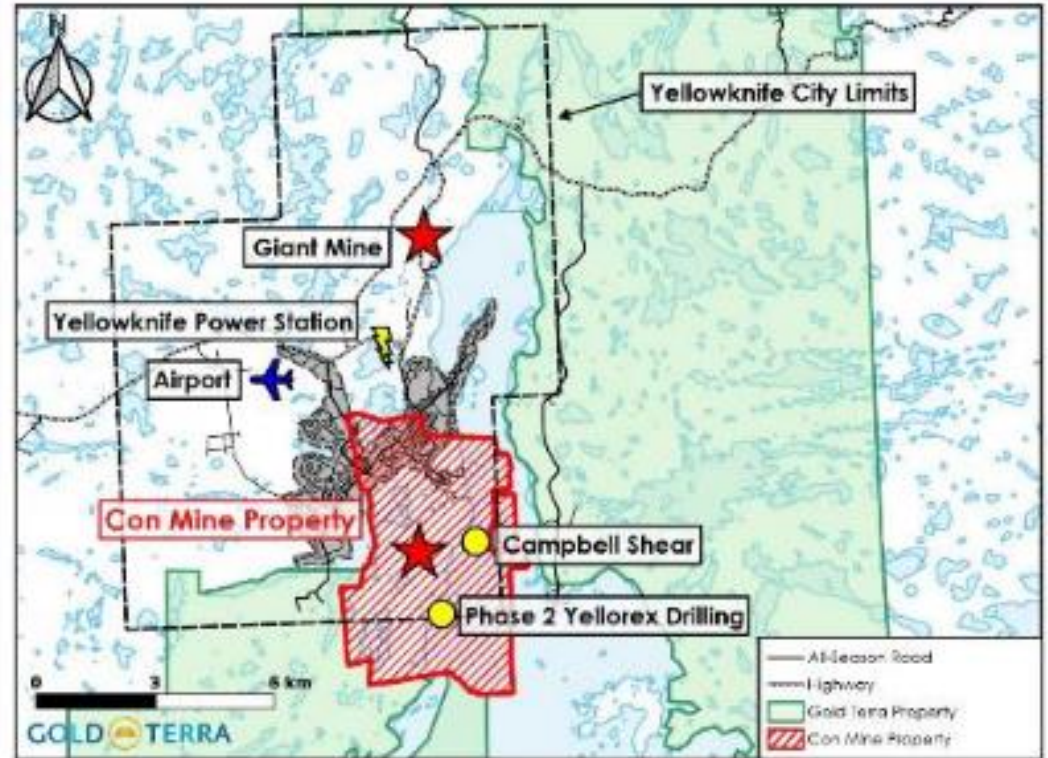 N
Yellowknife City Limits
Giant Mine
Yellowknife Power Station
Airport
Con Mine Property
Campbell Shear
Phase 2 Yellorex Drilling
0 3 6 km
GOLD TERRA
All-Season Road
Highway
Gold Terra Property
Con Mine Property